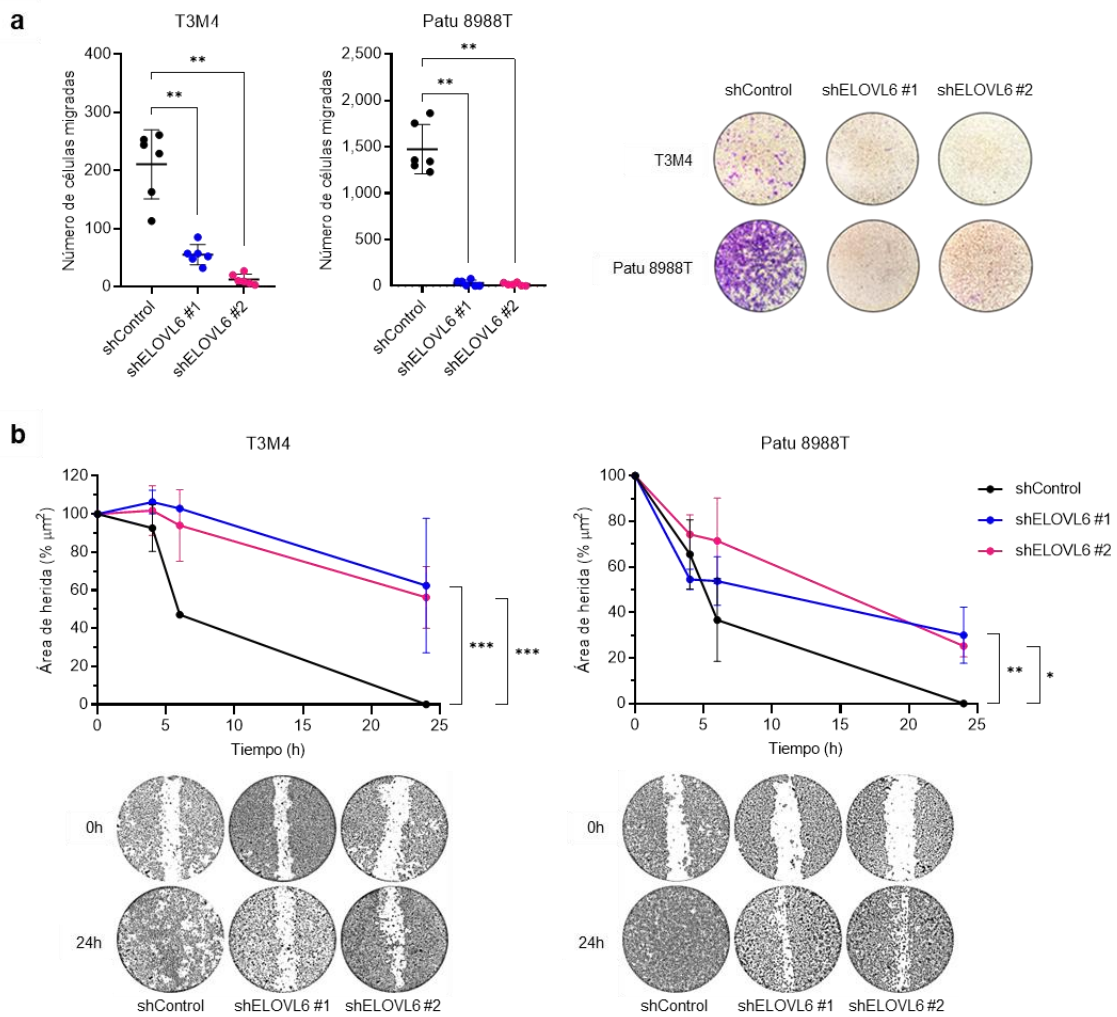 a
T3M4
Patu 8988T
Número de células migradas
400
300
200
100
0
**
**
shControl
shELOVL6 #1
shELOVL6 #2
Número de células migradas
2,500
2,000
1,500
1,000
500
0
**
**
shControl
shELOVL6 #1
shELOVL6 #2
shControl shELOVL6 #1 shELOVL6 #2
T3M4
Patu 8988T
b
T3M4
Área de herida (% µm²)
120
100
80
60
40
20
0
0 5 10 15 20 25
Tiempo (h)
*** ***
Patu 8988T
Área de herida (% µm²)
100
80
60
40
20
0
0 5 10 15 20 25
Tiempo (h)
** *
shControl
shELOVL6 #1
shELOVL6 #2
0h
24h
shControl shELOVL6 #1 shELOVL6 #2
0h
24h
shControl shELOVL6 #1 shELOVL6 #2